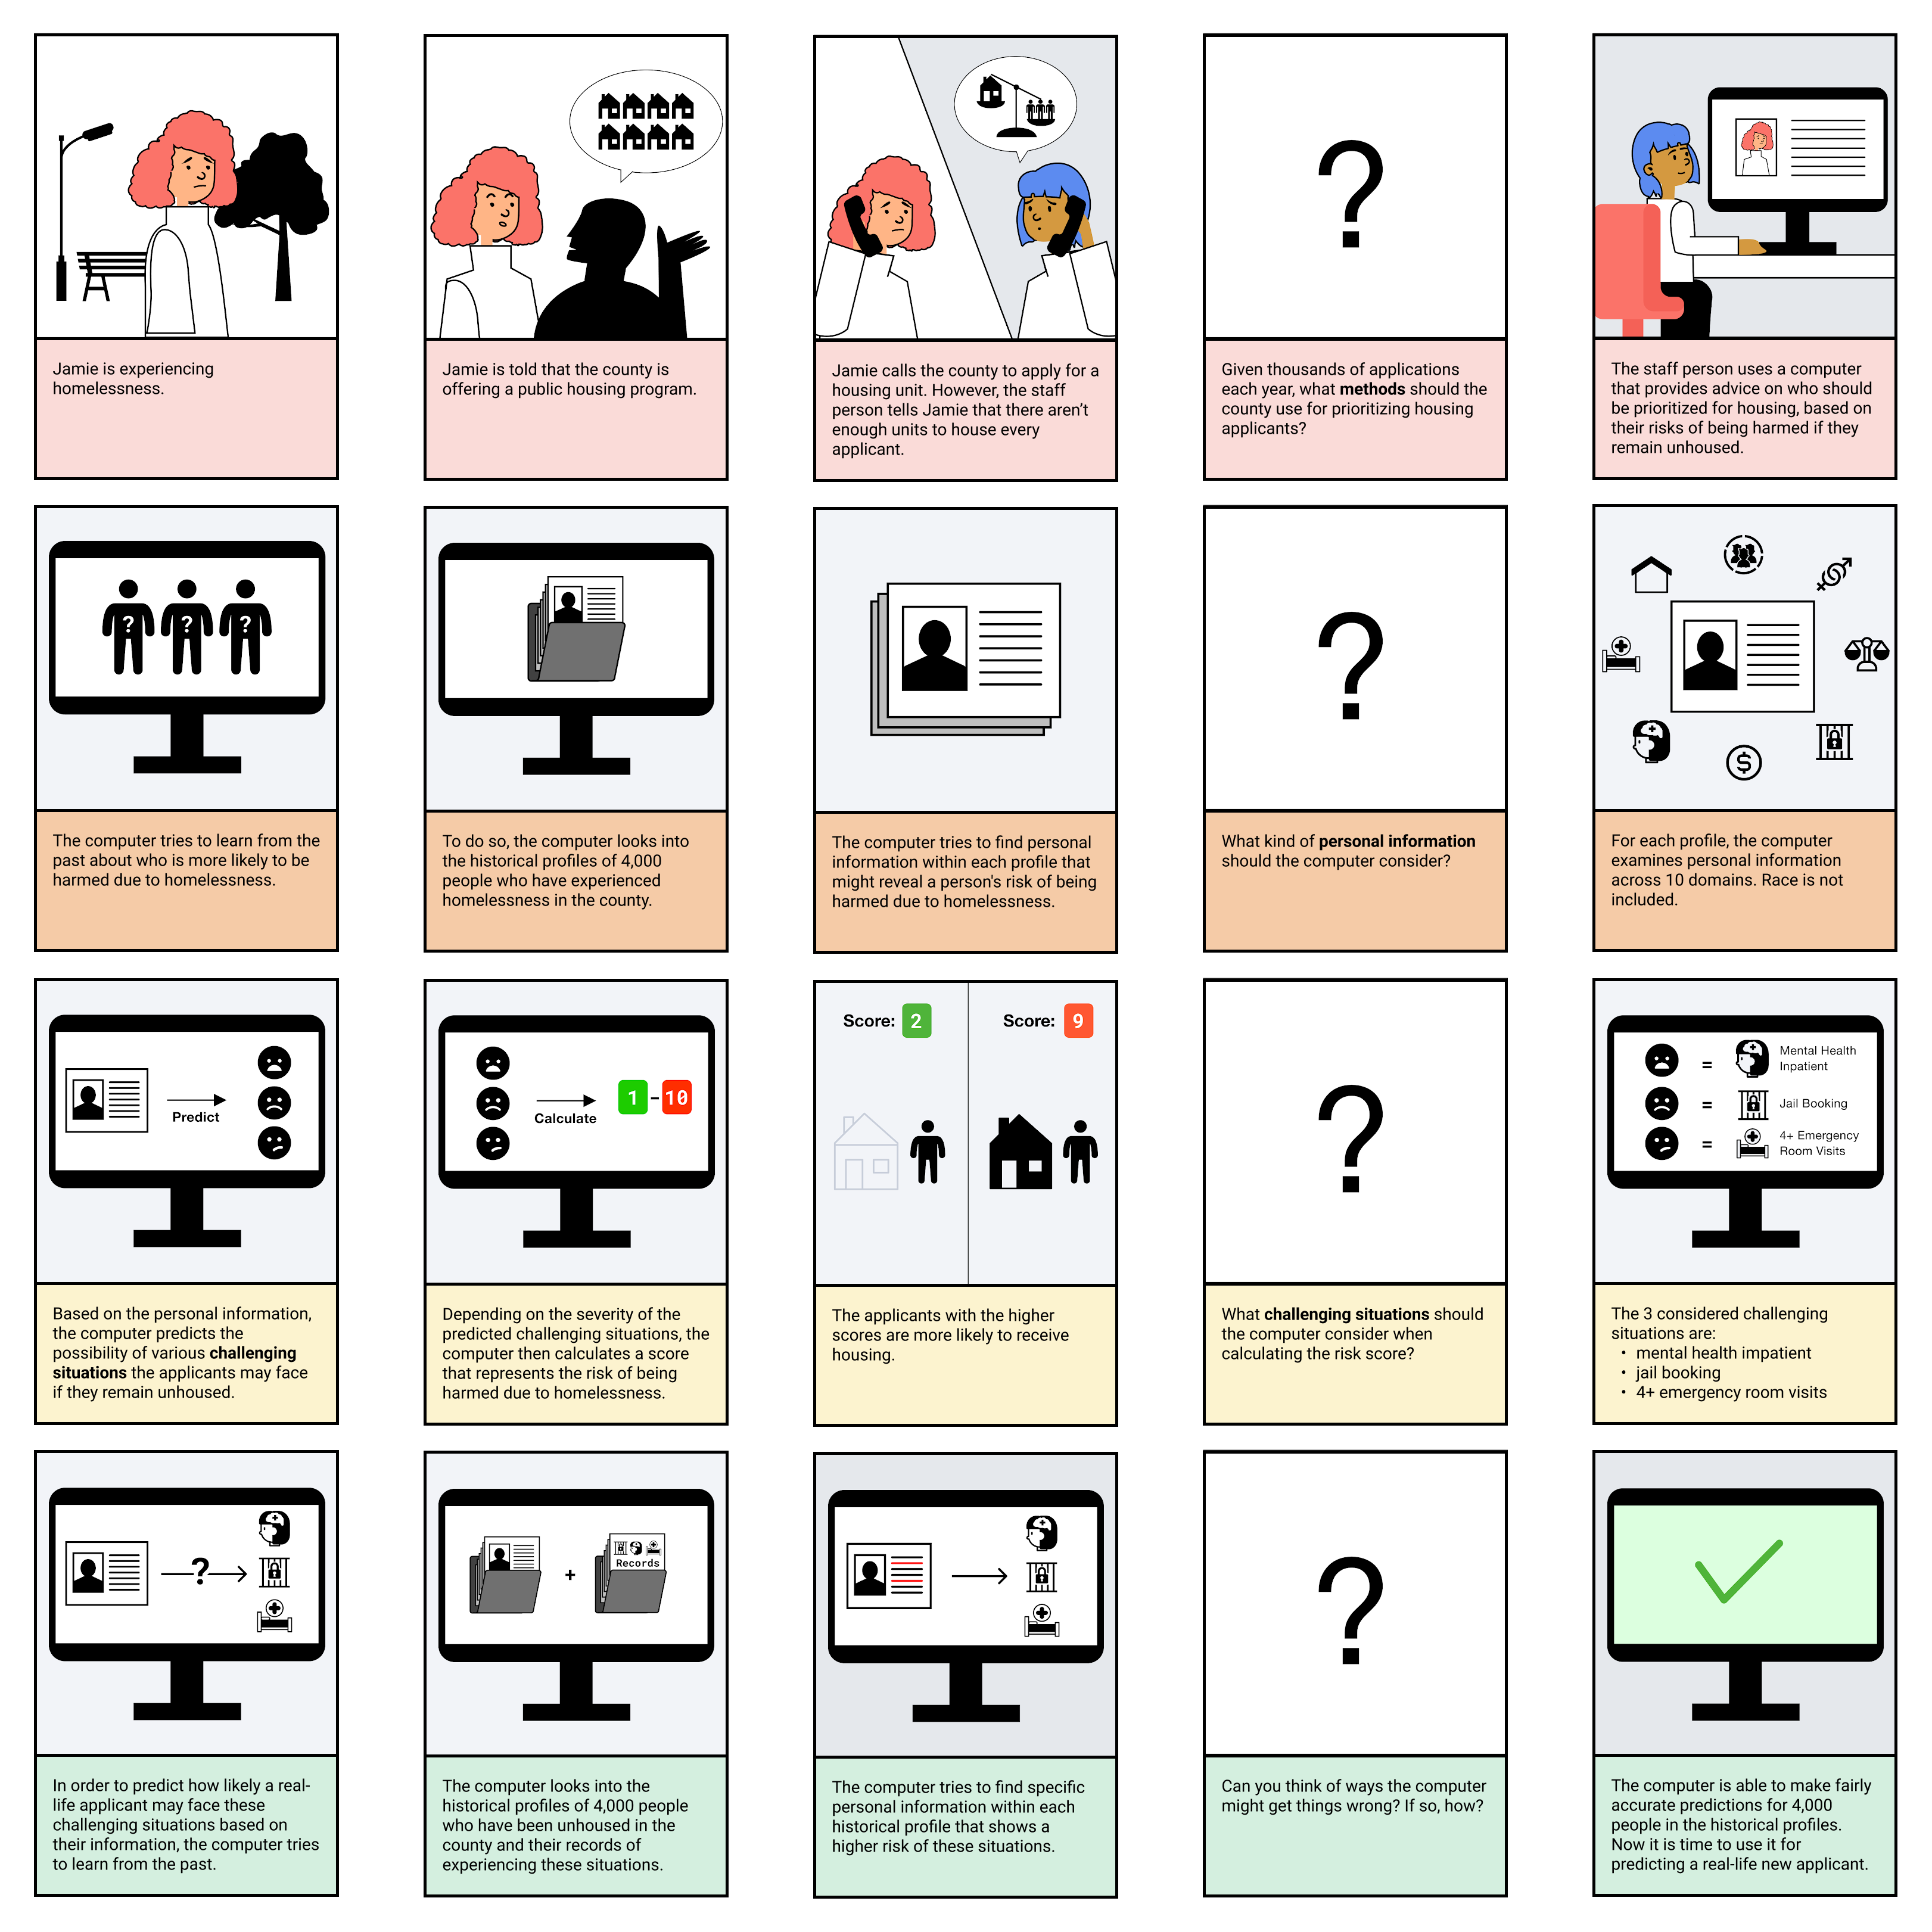 Jamie is experiencing
homelessness.
Jamie is told that the county is
offering a public housing program.
Jamie calls the county to apply for a
housing unit. However, the staff
person tells Jamie that there aren't
enough units to house every
applicant.
?
Given thousands of applications
each year, what methods should the
county use for prioritizing housing
applicants?
The staff person uses a computer
that provides advice on who should
be prioritized for housing, based on
their risks of being harmed if they
remain unhoused.
? ? ?
The computer tries to learn from the
past about who is more likely to be
harmed due to homelessness.
To do so, the computer looks into
the historical profiles of 4,000
people who have experienced
homelessness in the county.
The computer tries to find personal
information within each profile that
might reveal a person's risk of being
harmed due to homelessness.
?
What kind of personal information
should the computer consider?
$
For each profile, the computer
examines personal information
across 10 domains. Race is not
included.
Predict
Based on the personal information,
the computer predicts the
possibility of various challenging
situations the applicants may face
if they remain unhoused.
1 - 10
Calculate
Depending on the severity of the
predicted challenging situations, the
computer then calculates a score
that represents the risk of being
harmed due to homelessness.
Score: 2
Score: 9
The applicants with the higher
scores are more likely to receive
housing.
?
What challenging situations should
the computer consider when
calculating the risk score?
= Mental Health
Inpatient
= Jail Booking
= 4+ Emergency
Room Visits
The 3 considered challenging
situations are:
• mental health impatient
• jail booking
• 4+ emergency room visits
?
In order to predict how likely a real-
life applicant may face these
challenging situations based on
their information, the computer tries
to learn from the past.
+
Records
The computer looks into the
historical profiles of 4,000 people
who have been unhoused in the
county and their records of
experiencing these situations.
The computer tries to find specific
personal information within each
historical profile that shows a
higher risk of these situations.
?
Can you think of ways the computer
might get things wrong? If so, how?
The computer is able to make fairly
accurate predictions for 4,000
people in the historical profiles.
Now it is time to use it for
predicting a real-life new applicant.